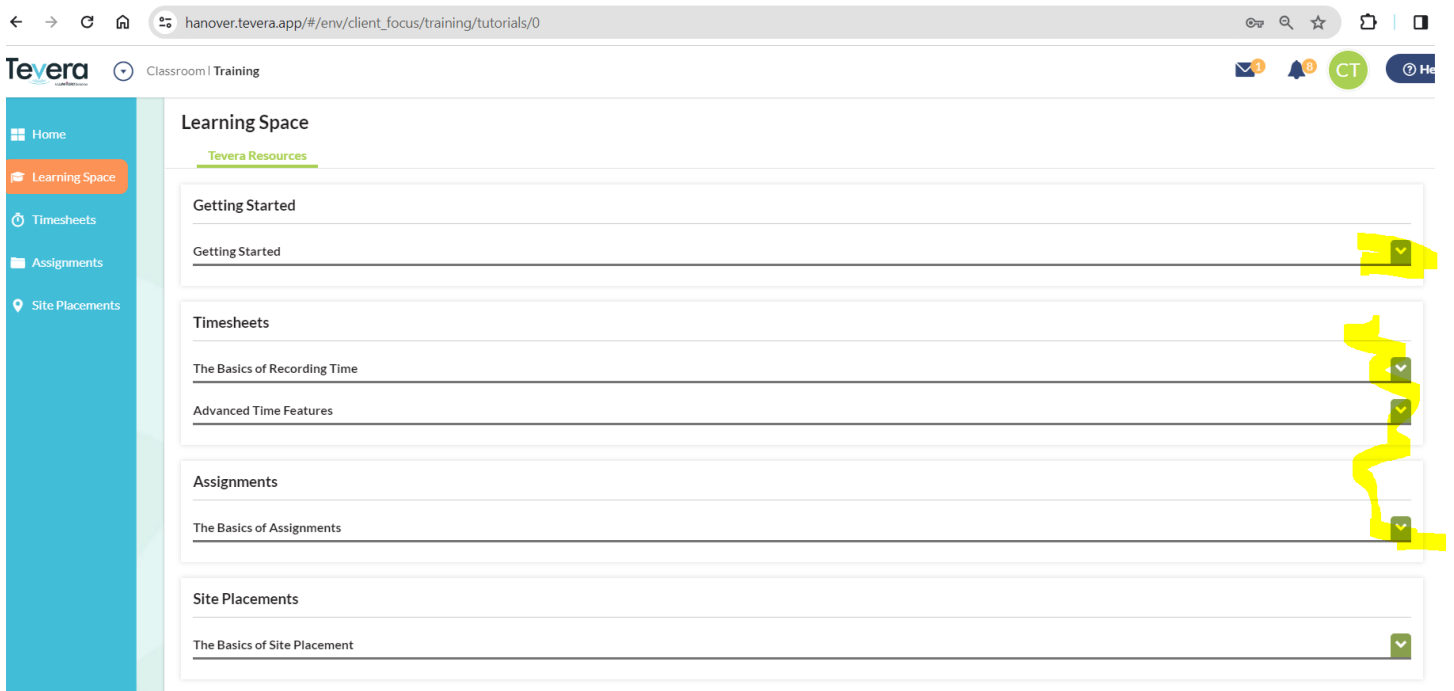 hanover.tevera.app/#/env/client_focus/training/tutorials/0
Tevera
Classroom | Training
1
8
CT
? He
Home
Learning Space
Timesheets
Assignments
Site Placements
Learning Space
Tevera Resources
Getting Started
Getting Started
Timesheets
The Basics of Recording Time
Advanced Time Features
Assignments
The Basics of Assignments
Site Placements
The Basics of Site Placement